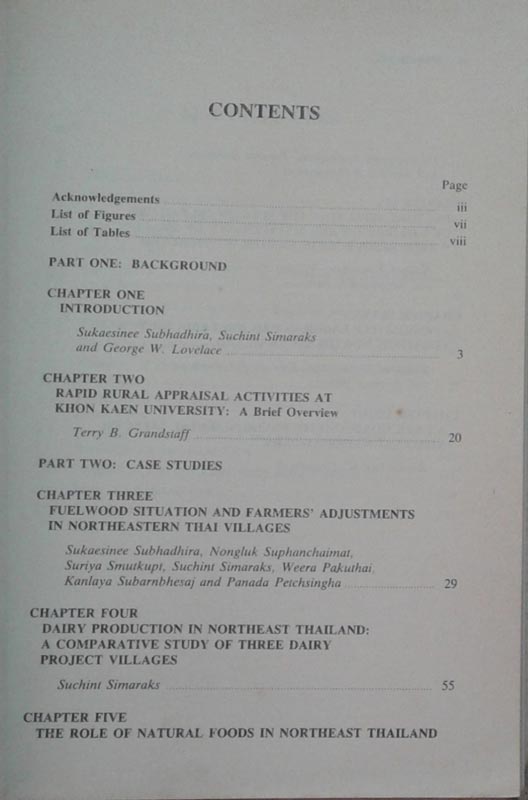 CONTENTS
Page
Acknowledgements iii
List of Figures vii
List of Tables viii
PART ONE: BACKGROUND
CHAPTER ONE
INTRODUCTION
Sukaesinee Subhadhira, Suchint Simaraks
and George W. Lovelace 3
CHAPTER TWO
RAPID RURAL APPRAISAL ACTIVITIES AT
KHON KAEN UNIVERSITY: A Brief Overview
Terry B. Grandstaff 20
PART TWO: CASE STUDIES
CHAPTER THREE
FUELWOOD SITUATION AND FARMERS' ADJUSTMENTS
IN NORTHEASTERN THAI VILLAGES
Sukaesinee Subhadhira, Nongluk Suphanchaimat,
Suriya Smutkupt, Suchint Simaraks, Weera Pakuthai,
Kanlaya Subarnbhesaj and Panada Petchsingha 29
CHAPTER FOUR
DAIRY PRODUCTION IN NORTHEAST THAILAND:
A COMPARATIVE STUDY OF THREE DAIRY
PROJECT VILLAGES
Suchint Simaraks 55
CHAPTER FIVE
THE ROLE OF NATURAL FOODS IN NORTHEAST THAILAND